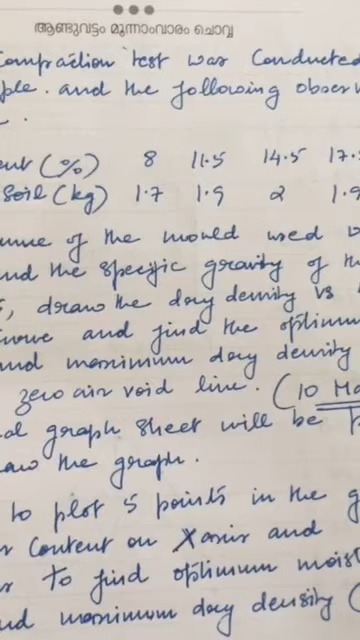 ആണ്ടുവട്ടം മൂന്നാംവാരം ചൊവ്വ
Compaction test was Conducted
ple. and the following obser
8 11.5 14.5 17.
Soil (kg) 1.7 1.9 2 1.9
of the mould used
nd the specific gravity of th
draw the dry density vs
and find the optimum
nd maximum dry density
zero air void line. (10 Ma
graph sheet will be
aw the graph.
to plot 5 points in the g
Content on X axis and
to find optimum moist
nd maximum dry density (